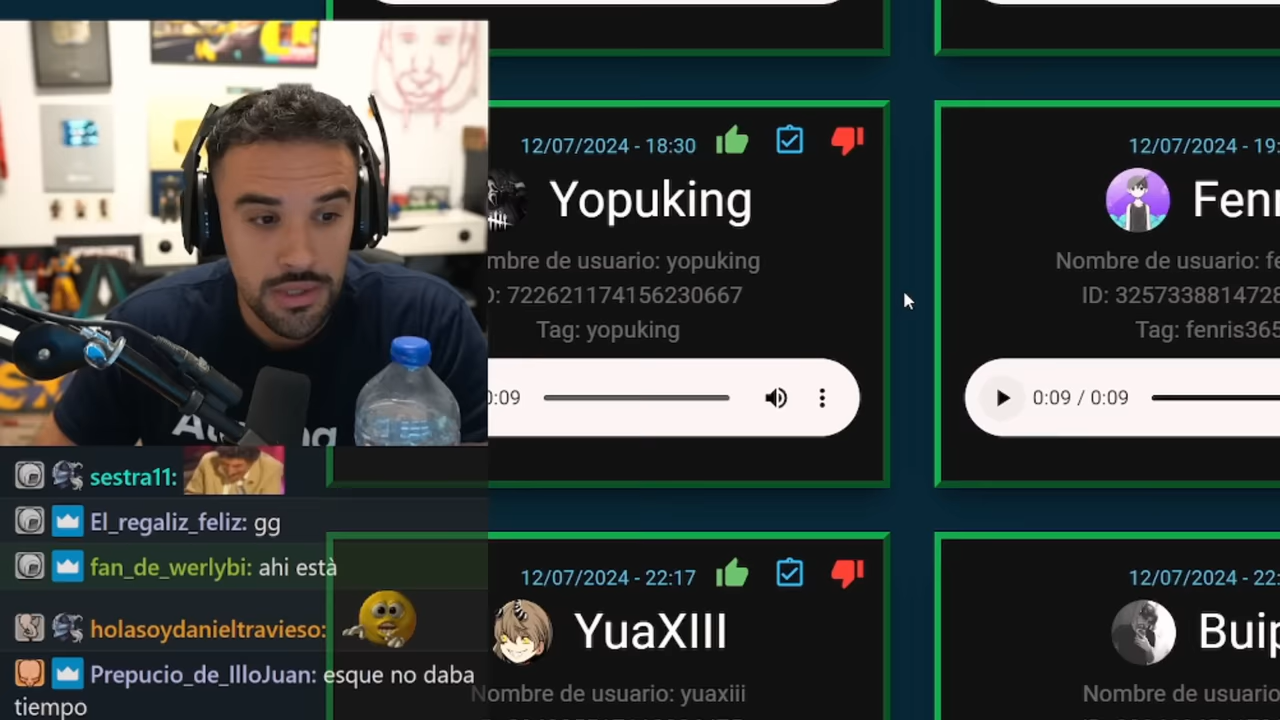 12/07/2024 - 18:30
Yopuking
mbre de usuario: yopuking
: 722621174156230667
Tag: yopuking
0:09
12/07/2024 - 19:
Fenr
Nombre de usuario: fe
ID: 3257338814728
Tag: fenris365
0:09 / 0:09
sestra11:
El_regaliz_feliz: gg
fan_de_werlybi: ahi està
holasoydanieltravieso:
Prepucio_de_IlloJuan: esque no daba
tiempo
12/07/2024 - 22:17
YuaXIII
Nombre de usuario: yuaxiii
12/07/2024 - 22:
Buip
Nombre de usuario